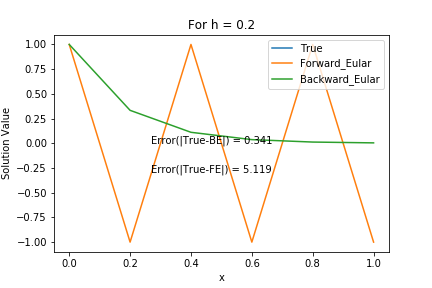 For h = 0.2
1.00
0.75
0.50
0.25
0.00
−0.25
−0.50
−0.75
−1.00
Solution Value
True
Forward_Eular
Backward_Eular
Error(|True-BE|) = 0.341
Error(|True-FE|) = 5.119
0.0 0.2 0.4 0.6 0.8 1.0
x